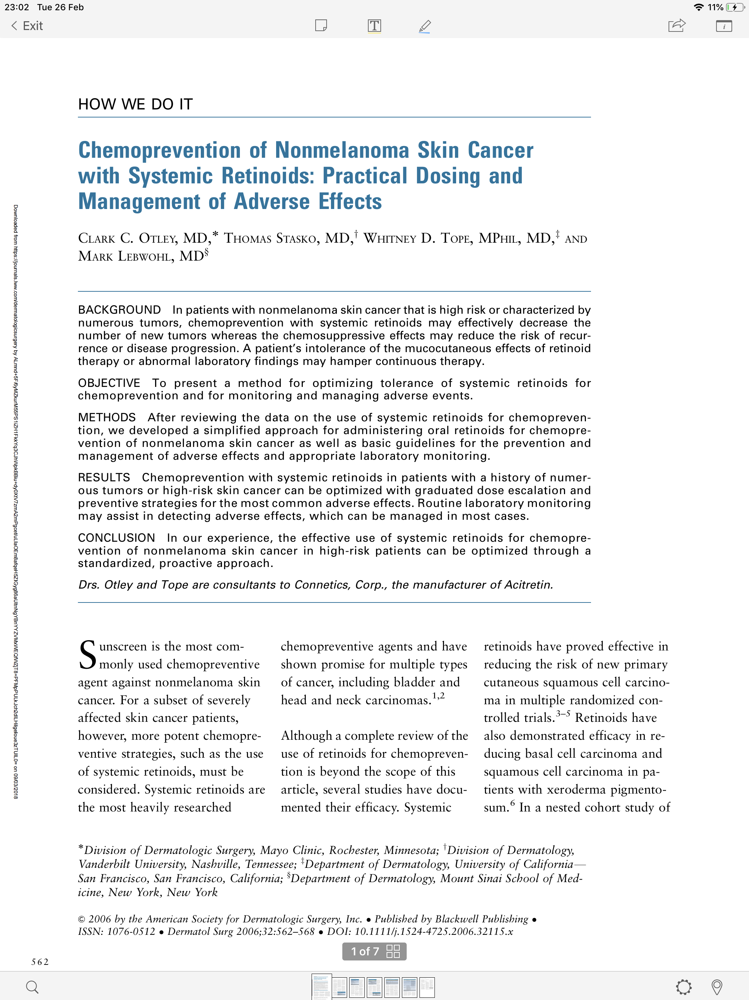 23:02 Tue 26 Feb
11%
Exit
HOW WE DO IT
Chemoprevention of Nonmelanoma Skin Cancer
with Systemic Retinoids: Practical Dosing and
Management of Adverse Effects
CLARK C. OTLEY, MD,* THOMAS STASKO, MD,† WHITNEY D. TOPE, MPHIL, MD,‡ AND
MARK LEBWOHL, MD§
BACKGROUND In patients with nonmelanoma skin cancer that is high risk or characterized by
numerous tumors, chemoprevention with systemic retinoids may effectively decrease the
number of new tumors whereas the chemosuppressive effects may reduce the risk of recur-
rence or disease progression. A patient's intolerance of the mucocutaneous effects of retinoid
therapy or abnormal laboratory findings may hamper continuous therapy.
OBJECTIVE To present a method for optimizing tolerance of systemic retinoids for
chemoprevention and for monitoring and managing adverse events.
METHODS After reviewing the data on the use of systemic retinoids for chemopreven-
tion, we developed a simplified approach for administering oral retinoids for chemopre-
vention of nonmelanoma skin cancer as well as basic guidelines for the prevention and
management of adverse effects and appropriate laboratory monitoring.
RESULTS Chemoprevention with systemic retinoids in patients with a history of numer-
ous tumors or high-risk skin cancer can be optimized with graduated dose escalation and
preventive strategies for the most common adverse effects. Routine laboratory monitoring
may assist in detecting adverse effects, which can be managed in most cases.
CONCLUSION In our experience, the effective use of systemic retinoids for chemopre-
vention of nonmelanoma skin cancer in high-risk patients can be optimized through a
standardized, proactive approach.
Drs. Otley and Tope are consultants to Connetics, Corp., the manufacturer of Acitretin.
Sunscreen is the most com-
monly used chemopreventive
agent against nonmelanoma skin
cancer. For a subset of severely
affected skin cancer patients,
however, more potent chemopre-
ventive strategies, such as the use
of systemic retinoids, must be
considered. Systemic retinoids are
the most heavily researched
chemopreventive agents and have
shown promise for multiple types
of cancer, including bladder and
head and neck carcinomas.1,2
Although a complete review of the
use of retinoids for chemopreven-
tion is beyond the scope of this
article, several studies have docu-
mented their efficacy. Systemic
retinoids have proved effective in
reducing the risk of new primary
cutaneous squamous cell carcino-
ma in multiple randomized con-
trolled trials.3–5 Retinoids have
also demonstrated efficacy in re-
ducing basal cell carcinoma and
squamous cell carcinoma in pa-
tients with xeroderma pigmento-
sum.6 In a nested cohort study of
*Division of Dermatologic Surgery, Mayo Clinic, Rochester, Minnesota; †Division of Dermatology,
Vanderbilt University, Nashville, Tennessee; ‡Department of Dermatology, University of California—
San Francisco, San Francisco, California; §Department of Dermatology, Mount Sinai School of Med-
icine, New York, New York
© 2006 by the American Society for Dermatologic Surgery, Inc. • Published by Blackwell Publishing •
ISSN: 1076-0512 • Dermatol Surg 2006;32:562–568 • DOI: 10.1111/j.1524-4725.2006.32115.x
1 of 7
562
Downloaded from https://journals.lww.com/dermatologicsurgery by on 09/03/2018